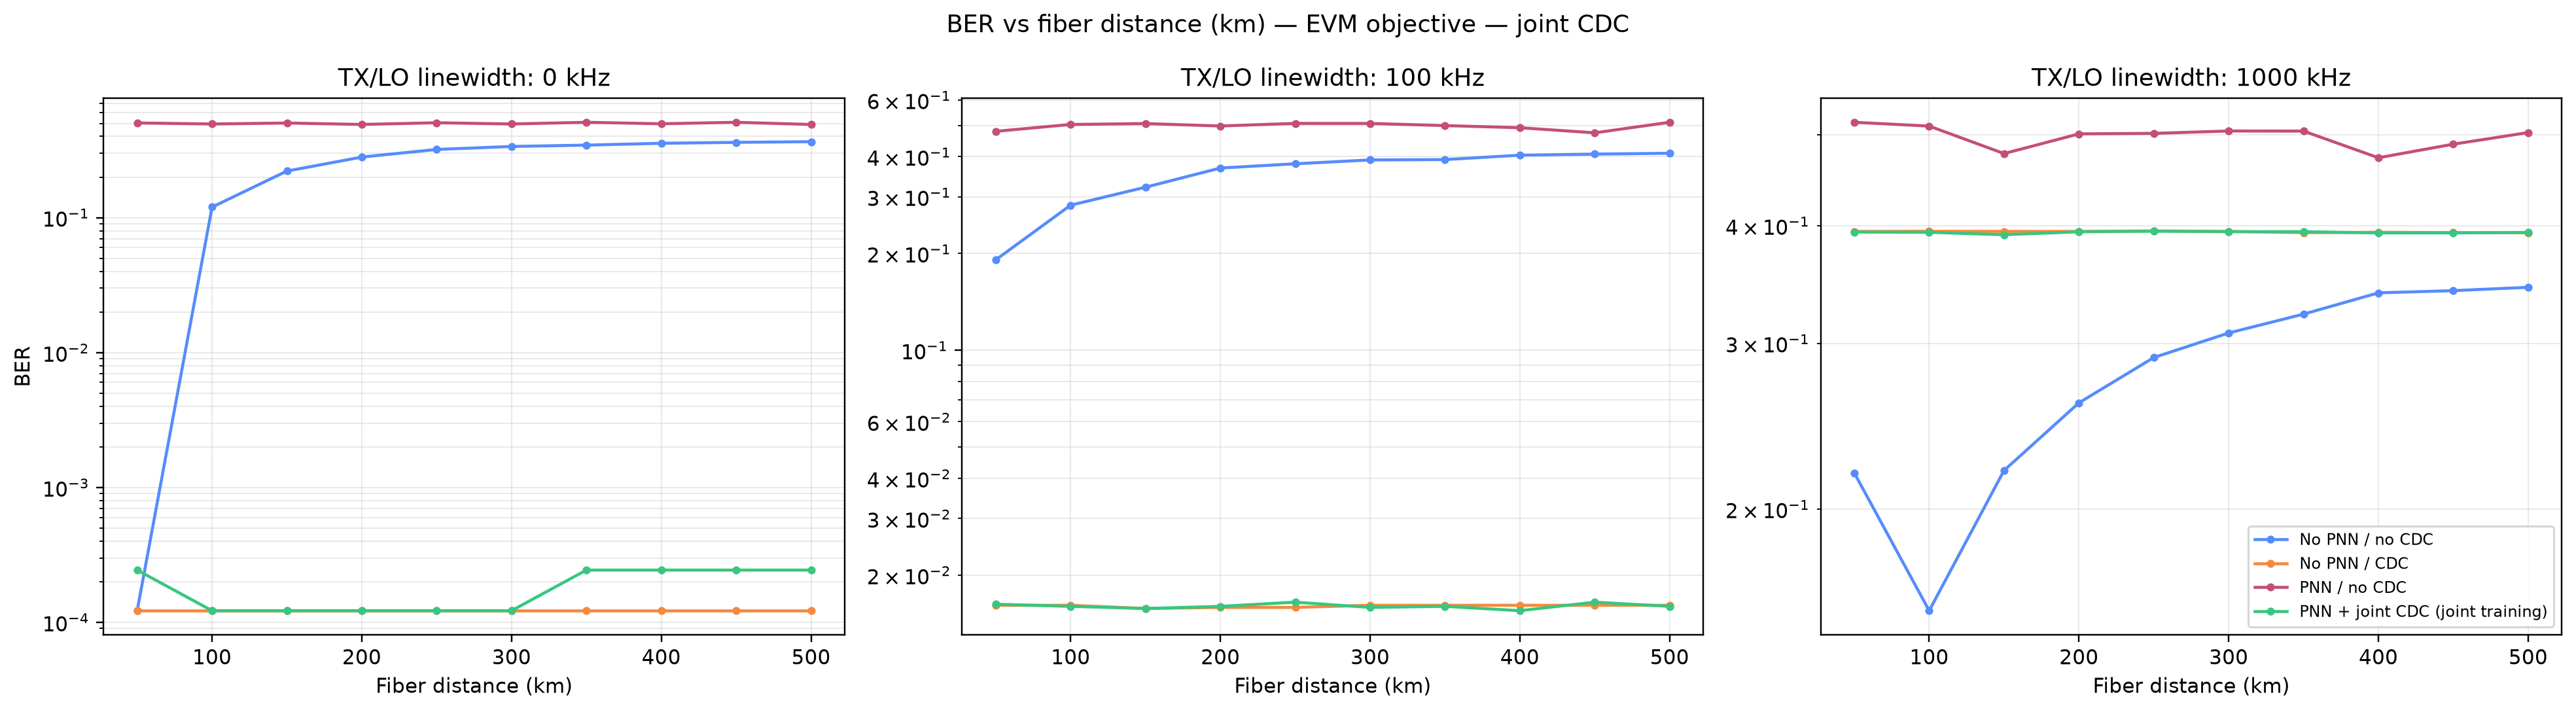 BER vs fiber distance (km) — EVM objective — joint CDC
TX/LO linewidth: 0 kHz
BER
10⁻¹
10⁻²
10⁻³
10⁻⁴
100 200 300 400 500
Fiber distance (km)
TX/LO linewidth: 100 kHz
6 × 10⁻¹
4 × 10⁻¹
3 × 10⁻¹
2 × 10⁻¹
10⁻¹
6 × 10⁻²
4 × 10⁻²
3 × 10⁻²
2 × 10⁻²
100 200 300 400 500
Fiber distance (km)
TX/LO linewidth: 1000 kHz
4 × 10⁻¹
3 × 10⁻¹
2 × 10⁻¹
No PNN / no CDC
No PNN / CDC
PNN / no CDC
PNN + joint CDC (joint training)
100 200 300 400 500
Fiber distance (km)